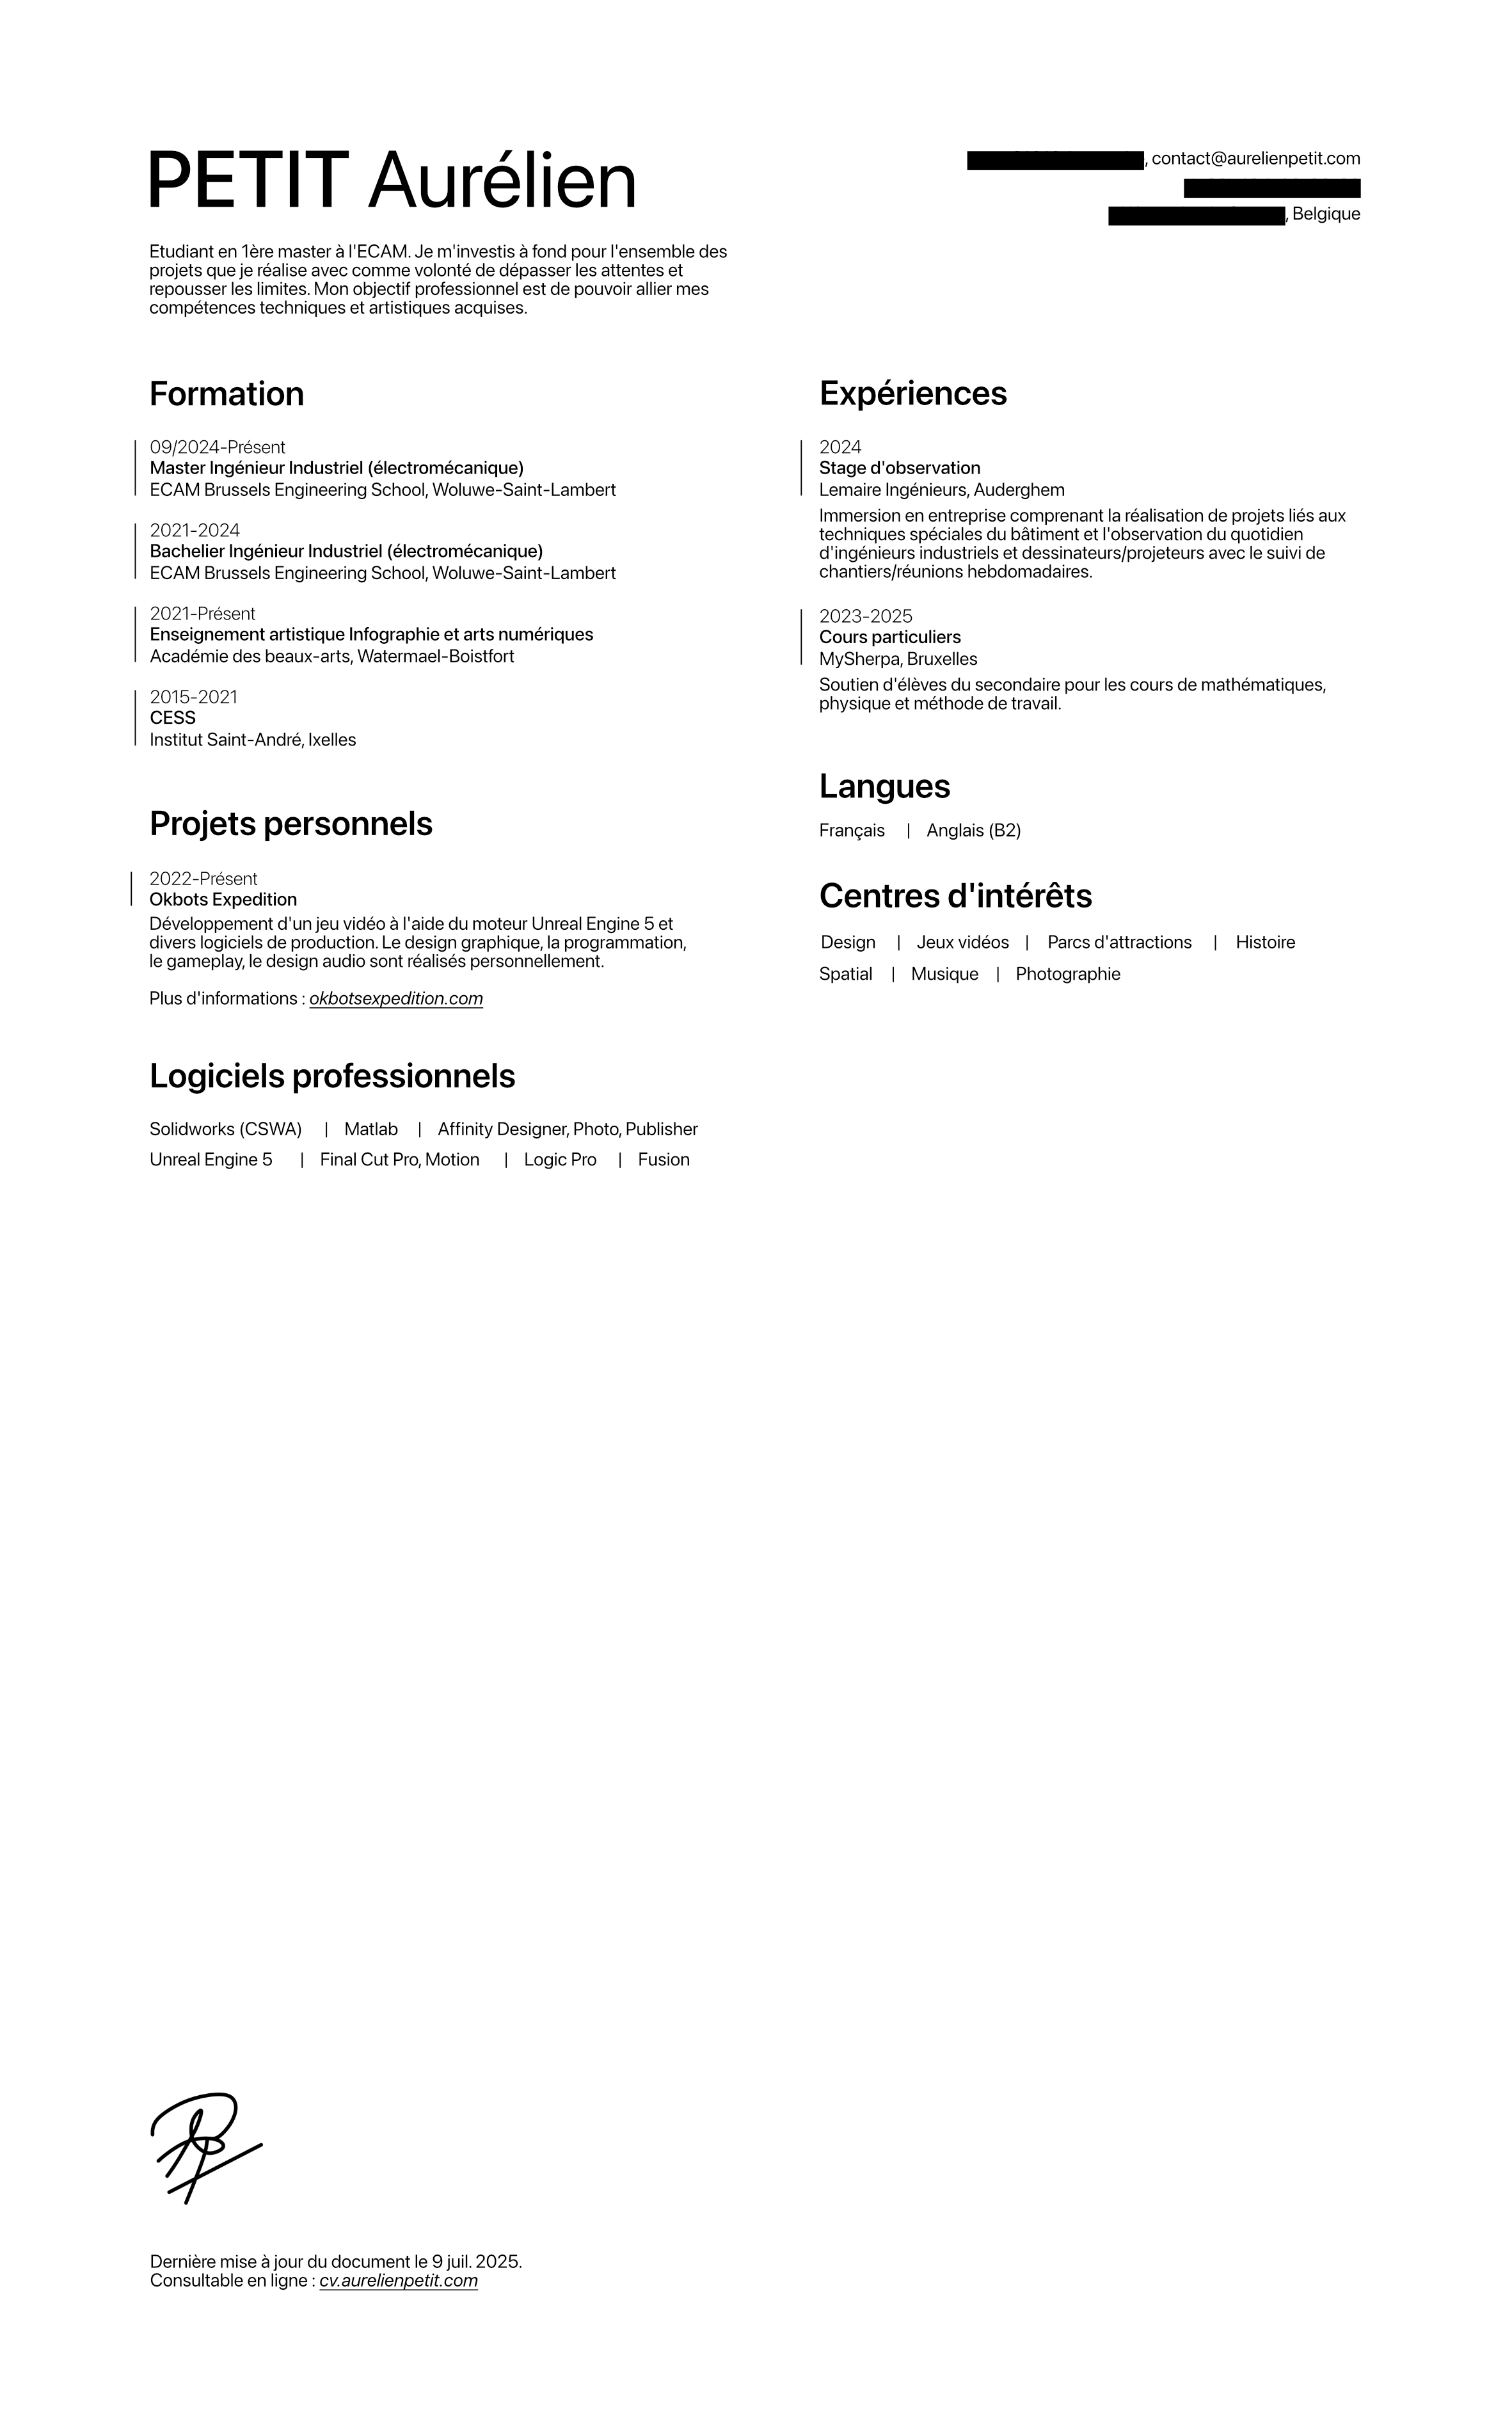 PETIT Aurélien
, contact@aurelienpetit.com
, Belgique
Etudiant en 1ère master à l'ECAM. Je m'investis à fond pour l'ensemble des
projets que je réalise avec comme volonté de dépasser les attentes et
repousser les limites. Mon objectif professionnel est de pouvoir allier mes
compétences techniques et artistiques acquises.
Formation
09/2024-Présent
Master Ingénieur Industriel (électromécanique)
ECAM Brussels Engineering School, Woluwe-Saint-Lambert
2021-2024
Bachelier Ingénieur Industriel (électromécanique)
ECAM Brussels Engineering School, Woluwe-Saint-Lambert
2021-Présent
Enseignement artistique Infographie et arts numériques
Académie des beaux-arts, Watermael-Boistfort
2015-2021
CESS
Institut Saint-André, Ixelles
Projets personnels
2022-Présent
Okbots Expedition
Développement d'un jeu vidéo à l'aide du moteur Unreal Engine 5 et
divers logiciels de production. Le design graphique, la programmation,
le gameplay, le design audio sont réalisés personnellement.
Plus d'informations : okbotsexpedition.com
Logiciels professionnels
Solidworks (CSWA) | Matlab | Affinity Designer, Photo, Publisher
Unreal Engine 5 | Final Cut Pro, Motion | Logic Pro | Fusion
Expériences
2024
Stage d'observation
Lemaire Ingénieurs, Auderghem
Immersion en entreprise comprenant la réalisation de projets liés aux
techniques spéciales du bâtiment et l'observation du quotidien
d'ingénieurs industriels et dessinateurs/projeteurs avec le suivi de
chantiers/réunions hebdomadaires.
2023-2025
Cours particuliers
MySherpa, Bruxelles
Soutien d'élèves du secondaire pour les cours de mathématiques,
physique et méthode de travail.
Langues
Français | Anglais (B2)
Centres d'intérêts
Design | Jeux vidéos | Parcs d'attractions | Histoire
Spatial | Musique | Photographie
Dernière mise à jour du document le 9 juil. 2025.
Consultable en ligne : cv.aurelienpetit.com